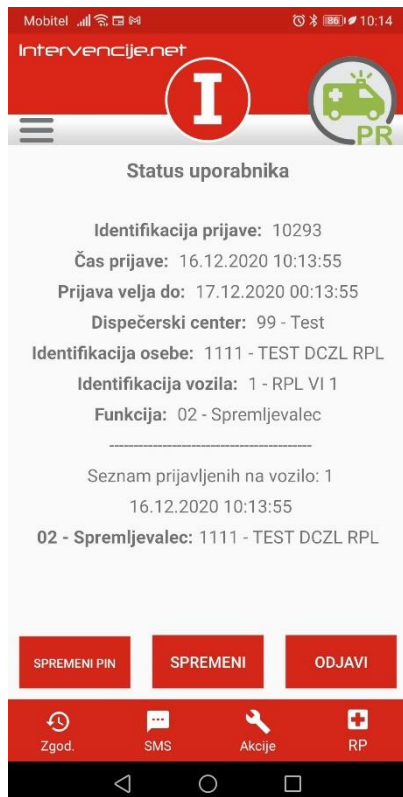 Mobitel 86 10:14
Intervencije.net
I
PR
Status uporabnika
Identifikacija prijave: 10293
Čas prijave: 16.12.2020 10:13:55
Prijava velja do: 17.12.2020 00:13:55
Dispečerski center: 99 - Test
Identifikacija osebe: 1111 - TEST DCZL RPL
Identifikacija vozila: 1 - RPL VI 1
Funkcija: 02 - Spremljevalec
------------------------------------------
Seznam prijavljenih na vozilo: 1
16.12.2020 10:13:55
02 - Spremljevalec: 1111 - TEST DCZL RPL
SPREMENI PIN SPREMENI ODJAVI
Zgod. SMS Akcije RP